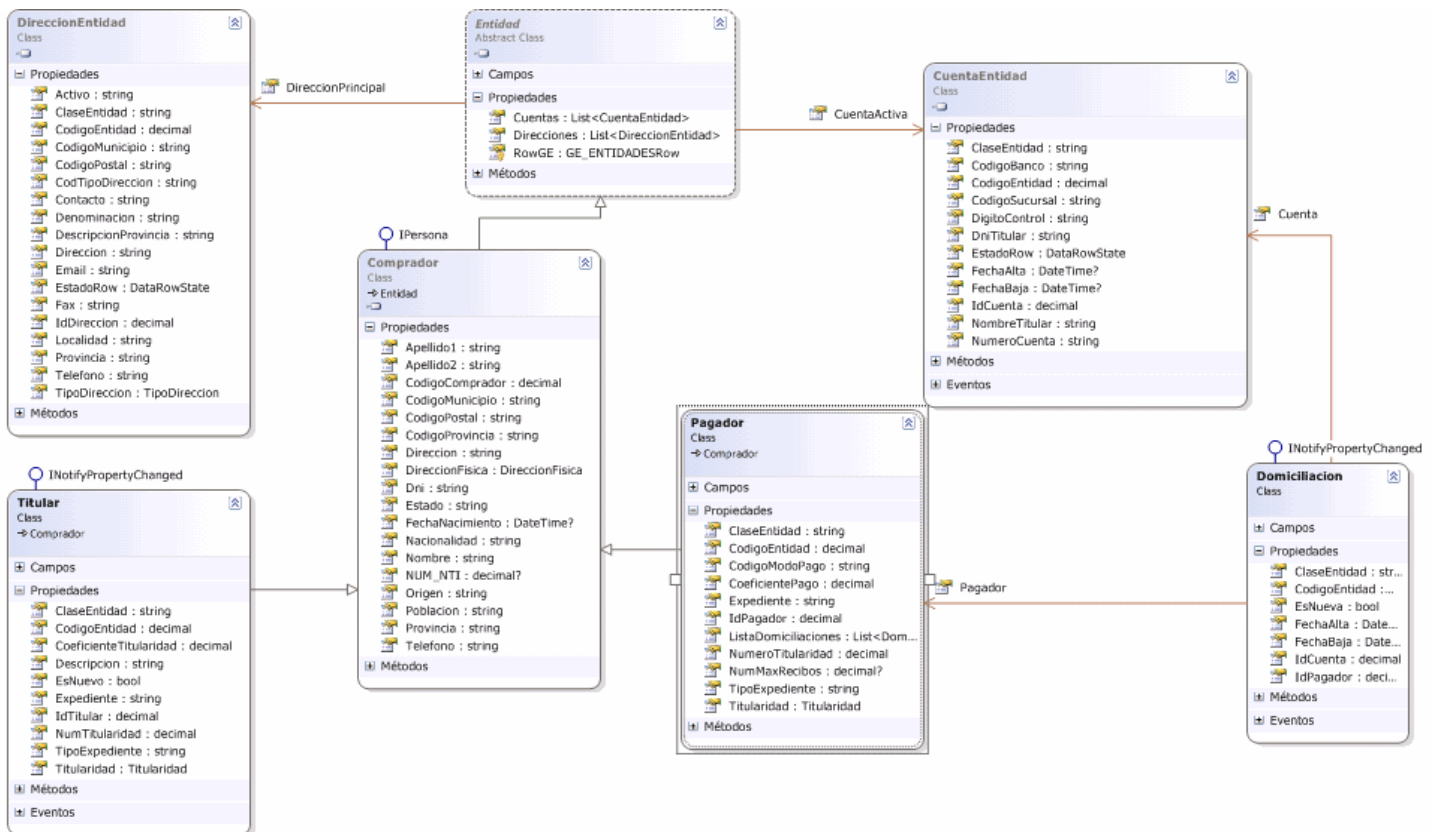 DireccionEntidad
Class
Propiedades
Activo : string
ClaseEntidad : string
CodigoEntidad : decimal
CodigoMunicipio : string
CodigoPostal : string
CodTipoDireccion : string
Contacto : string
Denominacion : string
DescripcionProvincia : string
Direccion : string
Email : string
EstadoRow : DataRowState
Fax : string
IdDireccion : decimal
Localidad : string
Provincia : string
Telefono : string
TipoDireccion : TipoDireccion
Métodos
DireccionPrincipal
Entidad
Abstract Class
Campos
Propiedades
Cuentas : List<CuentaEntidad>
Direcciones : List<DireccionEntidad>
RowGE : GE_ENTIDADESRow
Métodos
CuentaActiva
CuentaEntidad
Class
Propiedades
ClaseEntidad : string
CodigoBanco : string
CodigoEntidad : decimal
CodigoSucursal : string
DigitoControl : string
DniTitular : string
EstadoRow : DataRowState
FechaAlta : DateTime?
FechaBaja : DateTime?
IdCuenta : decimal
NombreTitular : string
NumeroCuenta : string
Métodos
Eventos
Cuenta
IPersona
Comprador
Class
Entidad
Propiedades
Apellido1 : string
Apellido2 : string
CodigoComprador : decimal
CodigoMunicipio : string
CodigoPostal : string
CodigoProvincia : string
Direccion : string
DireccionFisica : DireccionFisica
Dni : string
Estado : string
FechaNacimiento : DateTime?
Nacionalidad : string
Nombre : string
NUM_NTI : decimal?
Origen : string
Poblacion : string
Provincia : string
Telefono : string
Métodos
INotifyPropertyChanged
Titular
Class
Comprador
Campos
Propiedades
ClaseEntidad : string
CodigoEntidad : decimal
CoeficienteTitularidad : decimal
Descripcion : string
EsNuevo : bool
Expediente : string
IdTitular : decimal
NumTitularidad : decimal
TipoExpediente : string
Titularidad : Titularidad
Métodos
Eventos
Pagador
Class
Comprador
Campos
Propiedades
ClaseEntidad : string
CodigoEntidad : decimal
CodigoModoPago : string
CoeficientePago : decimal
Expediente : string
IdPagador : decimal
ListaDomiciliaciones : List<Dom...
NumeroTitularidad : decimal
NumMaxRecibos : decimal?
TipoExpediente : string
Titularidad : Titularidad
Métodos
Pagador
INotifyPropertyChanged
Domiciliacion
Class
Campos
Propiedades
ClaseEntidad : str...
CodigoEntidad :...
EsNueva : bool
FechaAlta : Date...
FechaBaja : Date...
IdCuenta : decimal
IdPagador : deci...
Métodos
Eventos